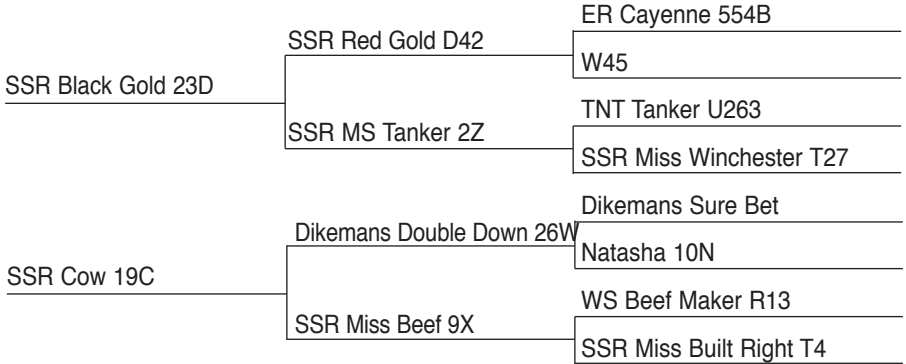 ER Cayenne 554B
SSR Red Gold D42
W45
SSR Black Gold 23D
TNT Tanker U263
SSR MS Tanker 2Z
SSR Miss Winchester T27
Dikemans Sure Bet
Dikemans Double Down 26W
Natasha 10N
SSR Cow 19C
WS Beef Maker R13
SSR Miss Beef 9X
SSR Miss Built Right T4